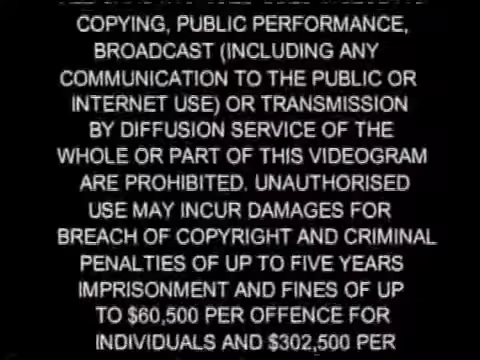 COPYING, PUBLIC PERFORMANCE,
BROADCAST (INCLUDING ANY
COMMUNICATION TO THE PUBLIC OR
INTERNET USE) OR TRANSMISSION
BY DIFFUSION SERVICE OF THE
WHOLE OR PART OF THIS VIDEOGRAM
ARE PROHIBITED. UNAUTHORISED
USE MAY INCUR DAMAGES FOR
BREACH OF COPYRIGHT AND CRIMINAL
PENALTIES OF UP TO FIVE YEARS
IMPRISONMENT AND FINES OF UP
TO $60,500 PER OFFENCE FOR
INDIVIDUALS AND $302,500 PER